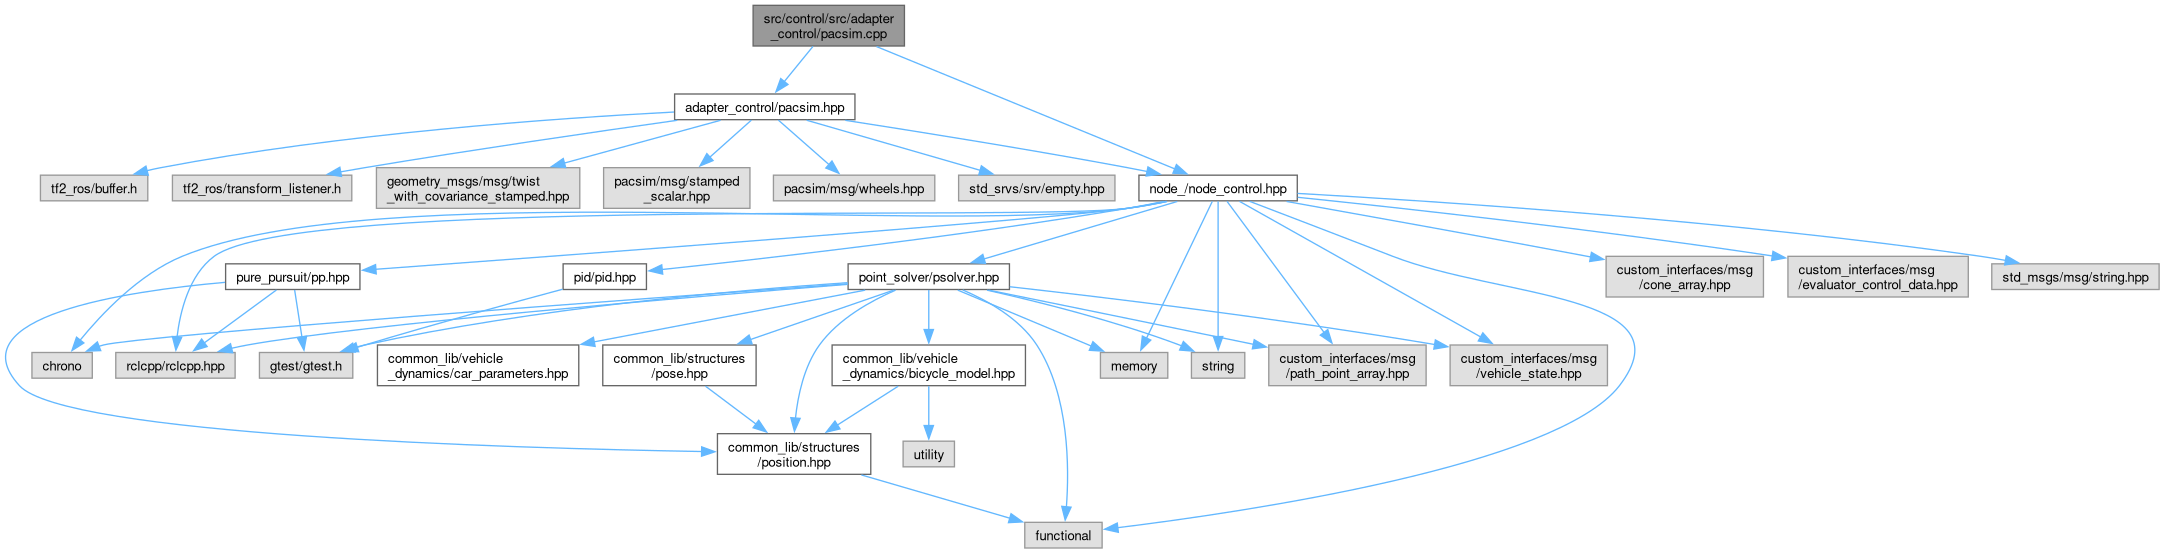 src/control/src/adapter
_control/pacsim.cpp
adapter_control/pacsim.hpp
tf2_ros/buffer.h
tf2_ros/transform_listener.h
geometry_msgs/msg/twist
_with_covariance_stamped.hpp
pacsim/msg/stamped
_scalar.hpp
pacsim/msg/wheels.hpp
std_srvs/srv/empty.hpp
node_/node_control.hpp
pure_pursuit/pp.hpp
pid/pid.hpp
point_solver/psolver.hpp
custom_interfaces/msg
/cone_array.hpp
custom_interfaces/msg
/evaluator_control_data.hpp
std_msgs/msg/string.hpp
chrono
rclcpp/rclcpp.hpp
gtest/gtest.h
common_lib/vehicle
_dynamics/car_parameters.hpp
common_lib/structures
/pose.hpp
common_lib/vehicle
_dynamics/bicycle_model.hpp
memory
string
custom_interfaces/msg
/path_point_array.hpp
custom_interfaces/msg
/vehicle_state.hpp
common_lib/structures
/position.hpp
utility
functional